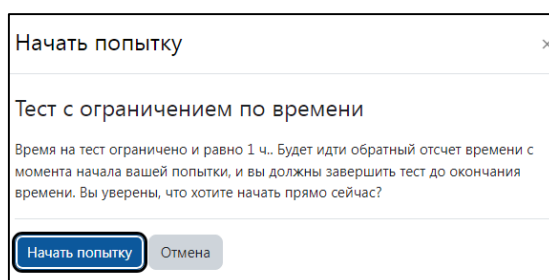 Начать попытку
×
Тест с ограничением по времени
Время на тест ограничено и равно 1 ч.. Будет идти обратный отсчет времени с
момента начала вашей попытки, и вы должны завершить тест до окончания
времени. Вы уверены, что хотите начать прямо сейчас?
Начать попытку Отмена